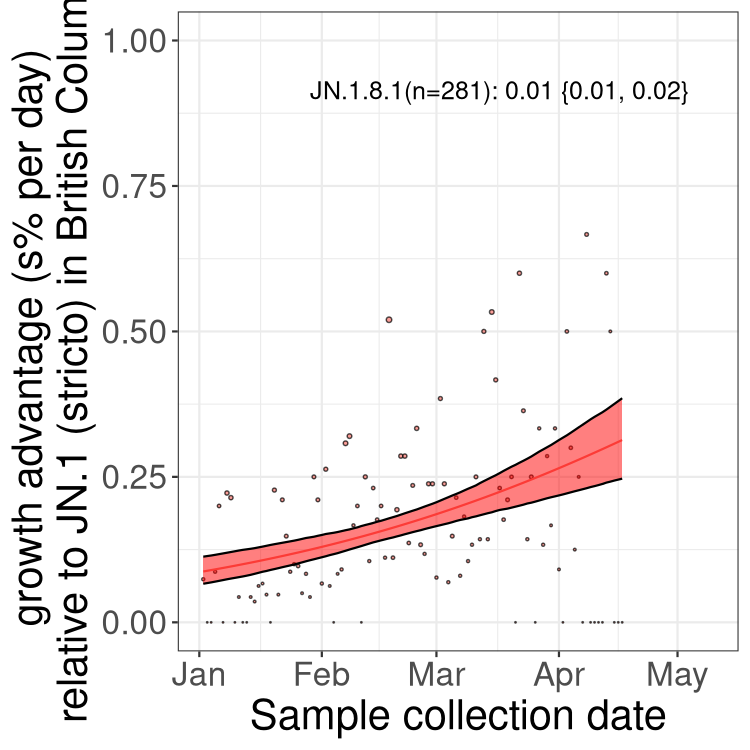 growth advantage (s% per day)
relative to JN.1 (stricto) in British Colum
1.00
0.75
0.50
0.25
0.00
JN.1.8.1(n=281): 0.01 {0.01, 0.02}
Jan Feb Mar Apr May
Sample collection date